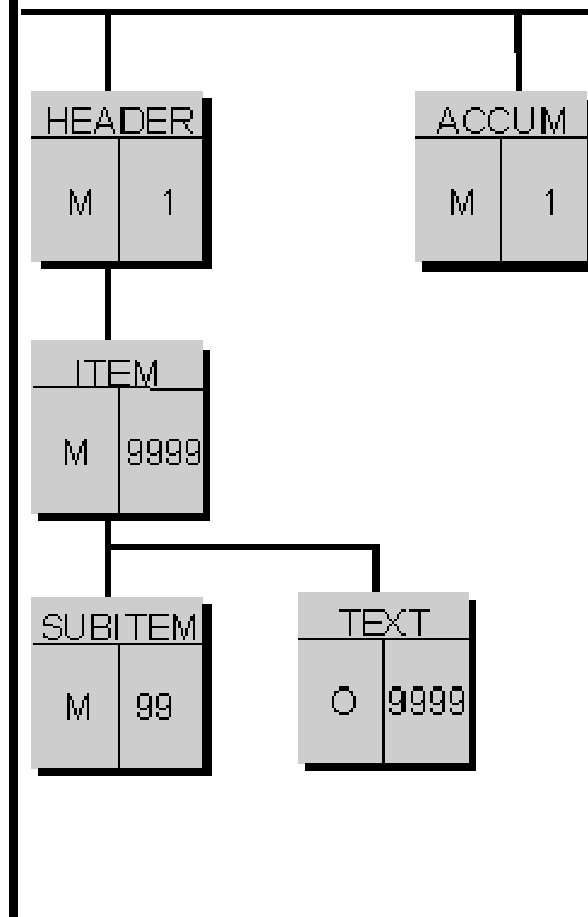 HEADER
M 1
ACCUM
M 1
ITEM
M 9999
SUBITEM
M 99
TEXT
O 9999